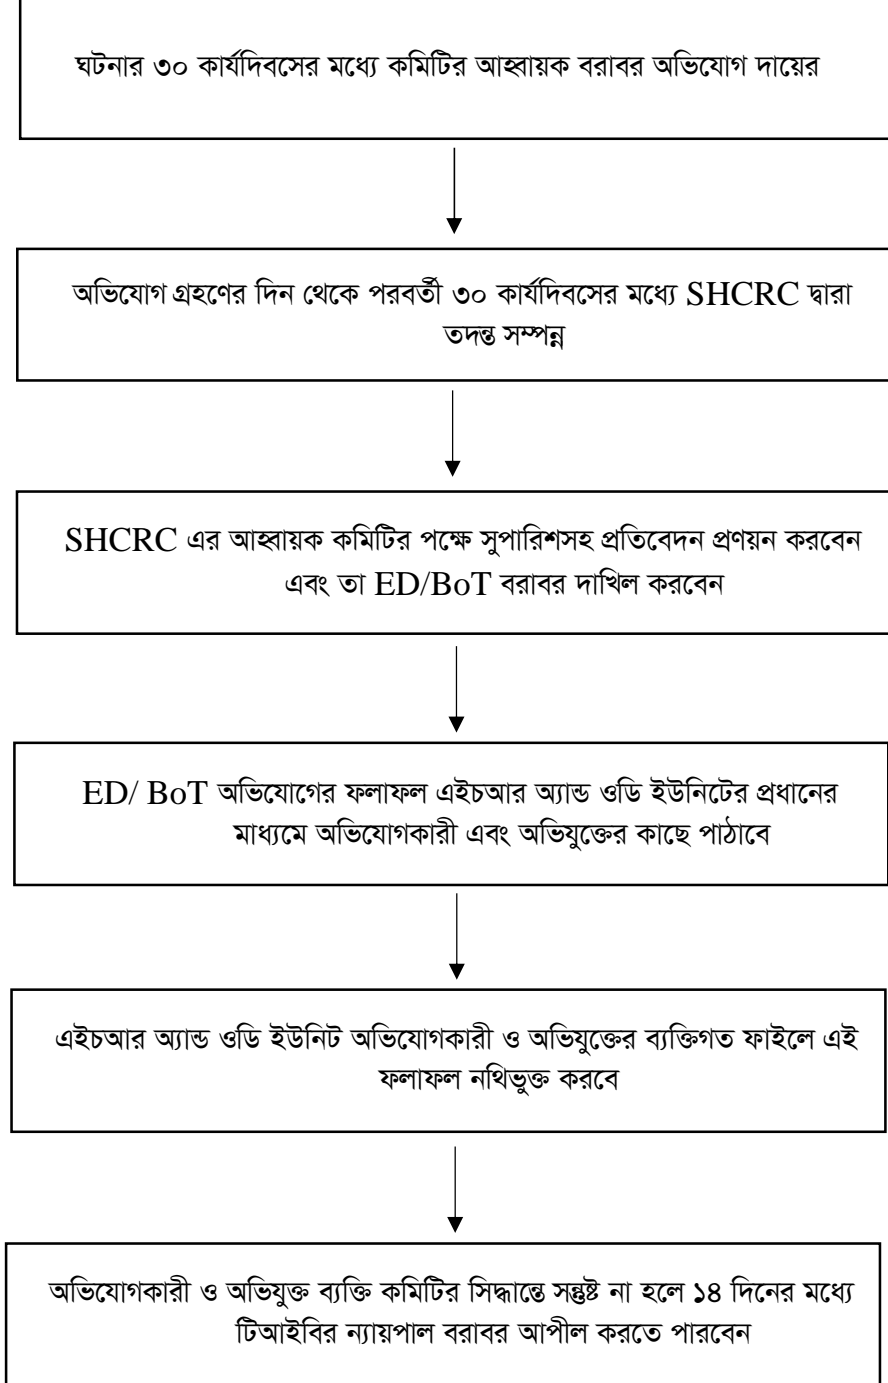 ঘটনার ৩০ কার্যদিবসের মধ্যে কমিটির আহ্বায়ক বরাবর অভিযোগ দায়ের
অভিযোগ গ্রহণের দিন থেকে পরবর্তী ৩০ কার্যদিবসের মধ্যে SHCRC দ্বারা
তদন্ত সম্পন্ন
SHCRC এর আহ্বায়ক কমিটির পক্ষে সুপারিশসহ প্রতিবেদন প্রণয়ন করবেন
এবং তা ED/BoT বরাবর দাখিল করবেন
ED/ BoT অভিযোগের ফলাফল এইচআর অ্যান্ড ওডি ইউনিটের প্রধানের
মাধ্যমে অভিযোগকারী এবং অভিযুক্তের কাছে পাঠাবে
এইচআর অ্যান্ড ওডি ইউনিট অভিযোগকারী ও অভিযুক্তের ব্যক্তিগত ফাইলে এই
ফলাফল নথিভুক্ত করবে
অভিযোগকারী ও অভিযুক্ত ব্যক্তি কমিটির সিদ্ধান্তে সন্তুষ্ট না হলে ১৪ দিনের মধ্যে
টিআইবির ন্যায়পাল বরাবর আপীল করতে পারবেন